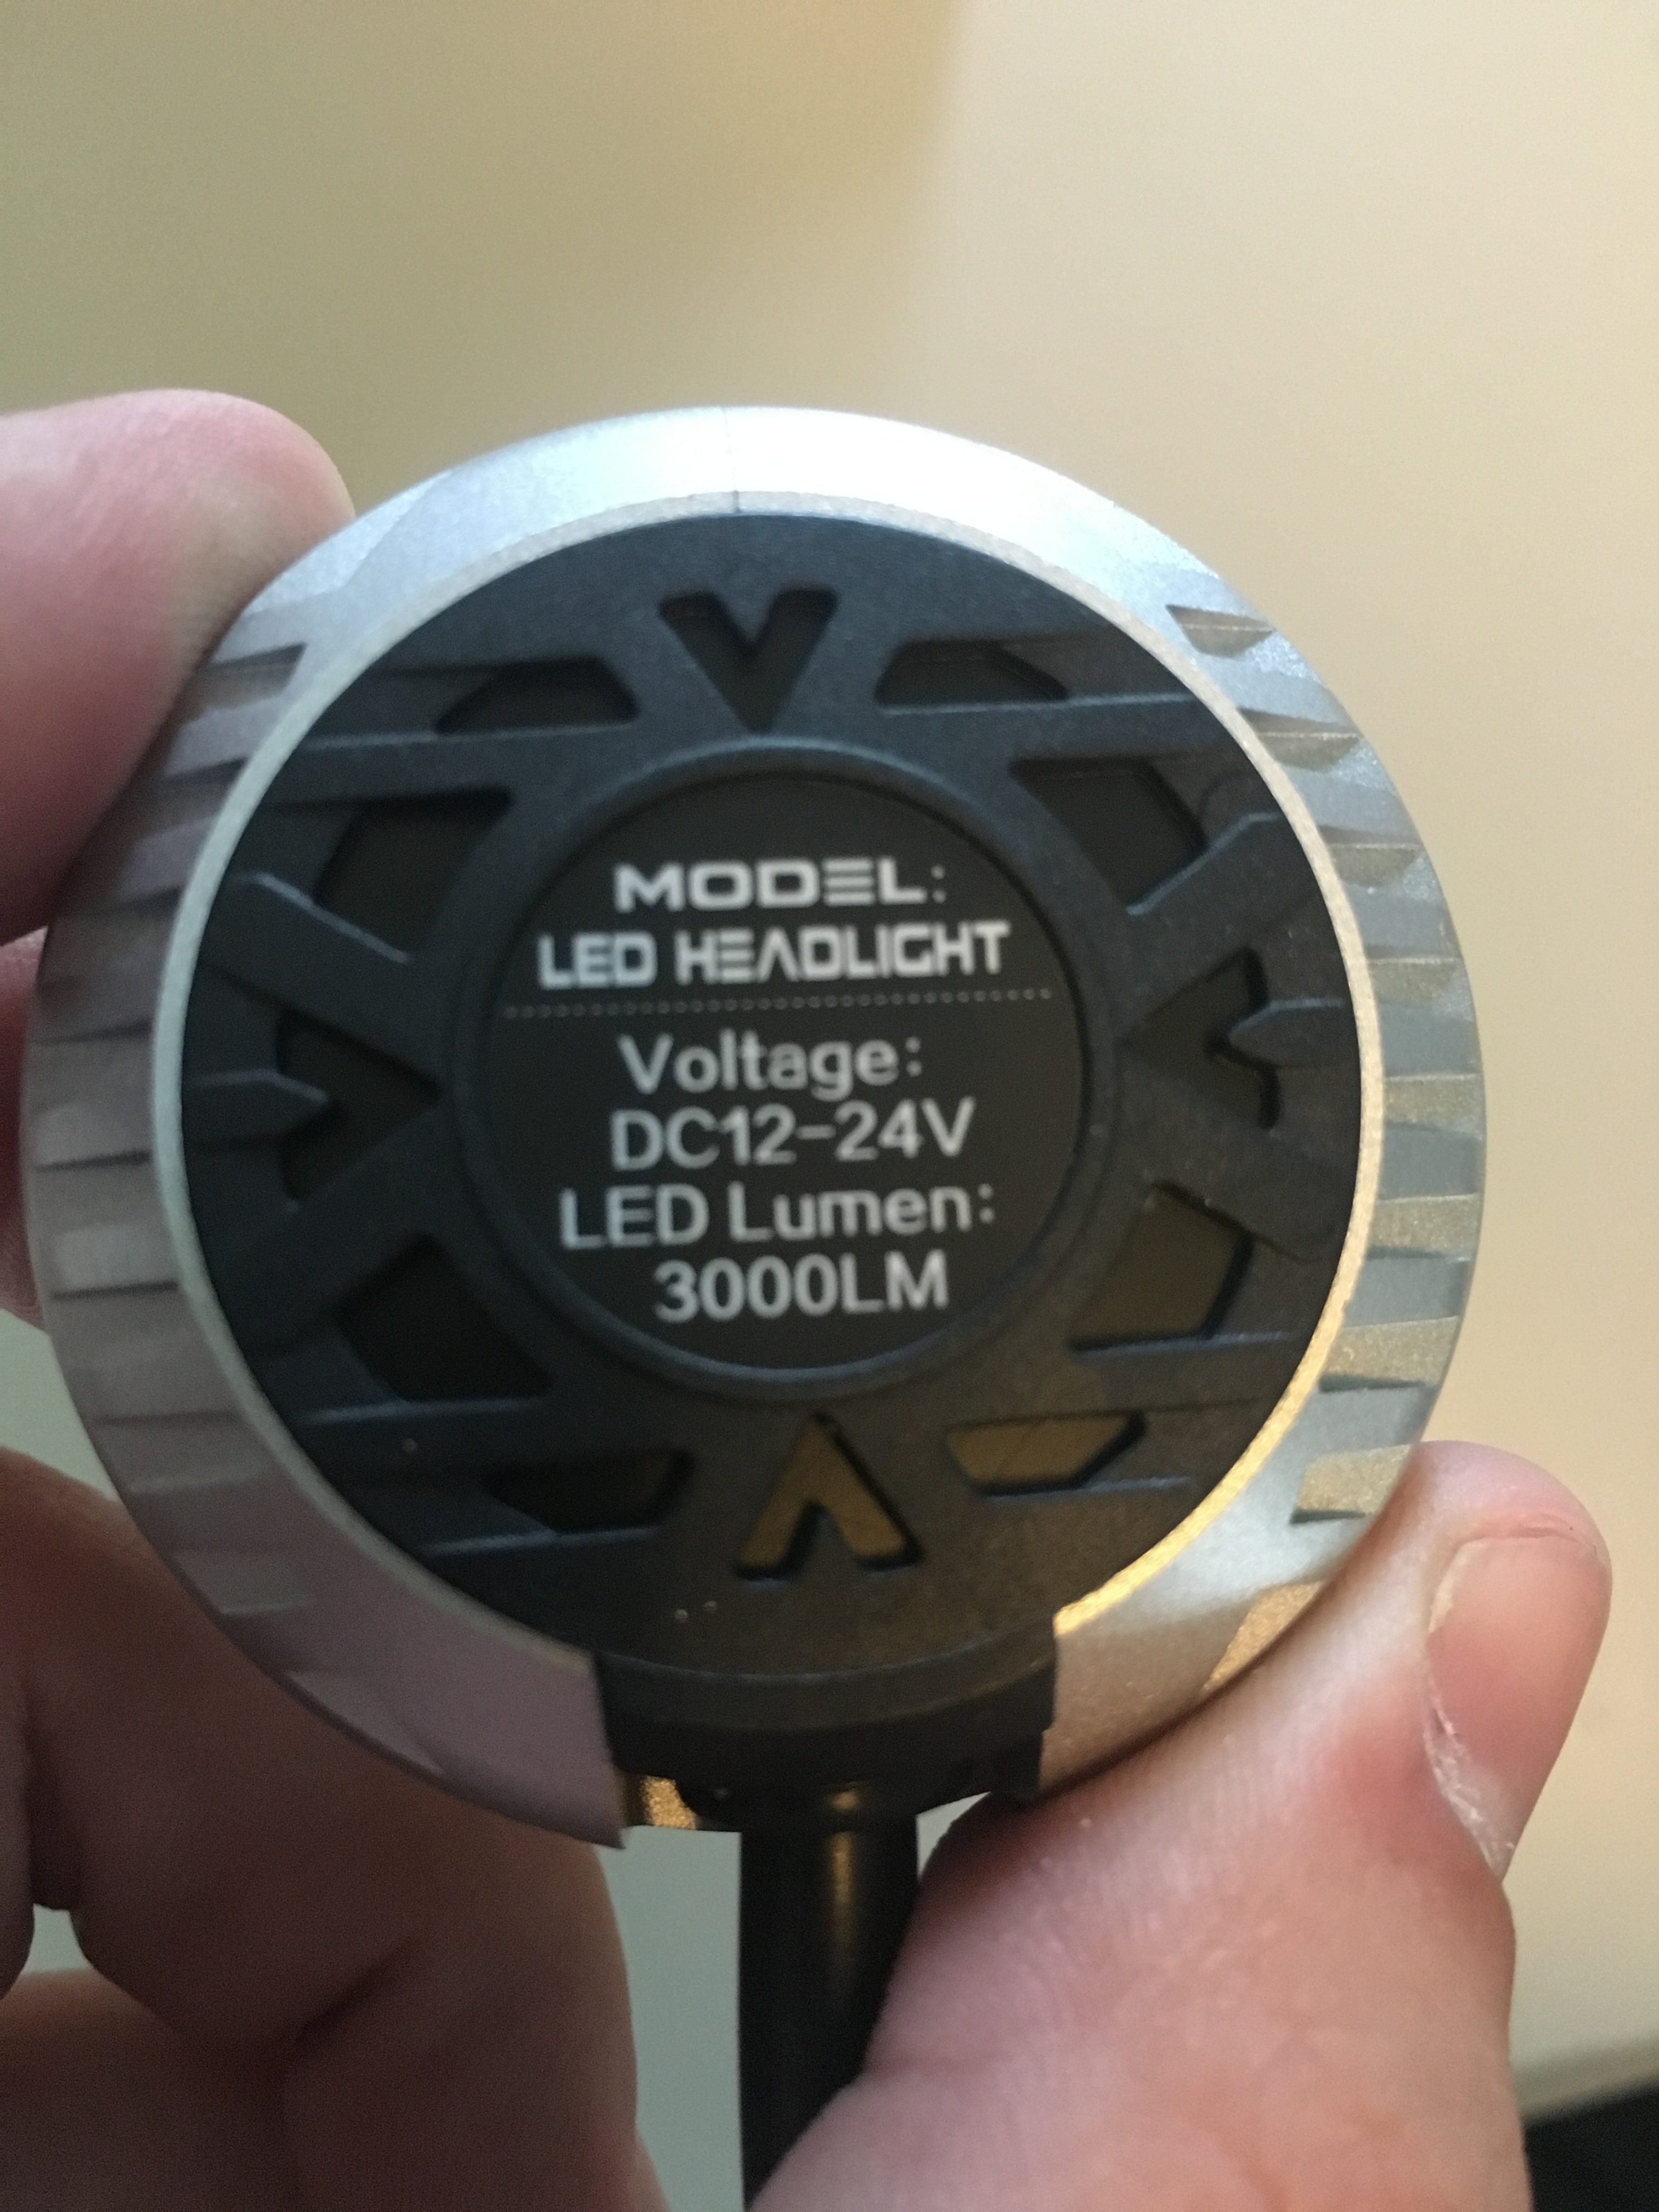 MODEL:
LED HEADLIGHT
Voltage:
DC12-24V
LED Lumen:
3000LM